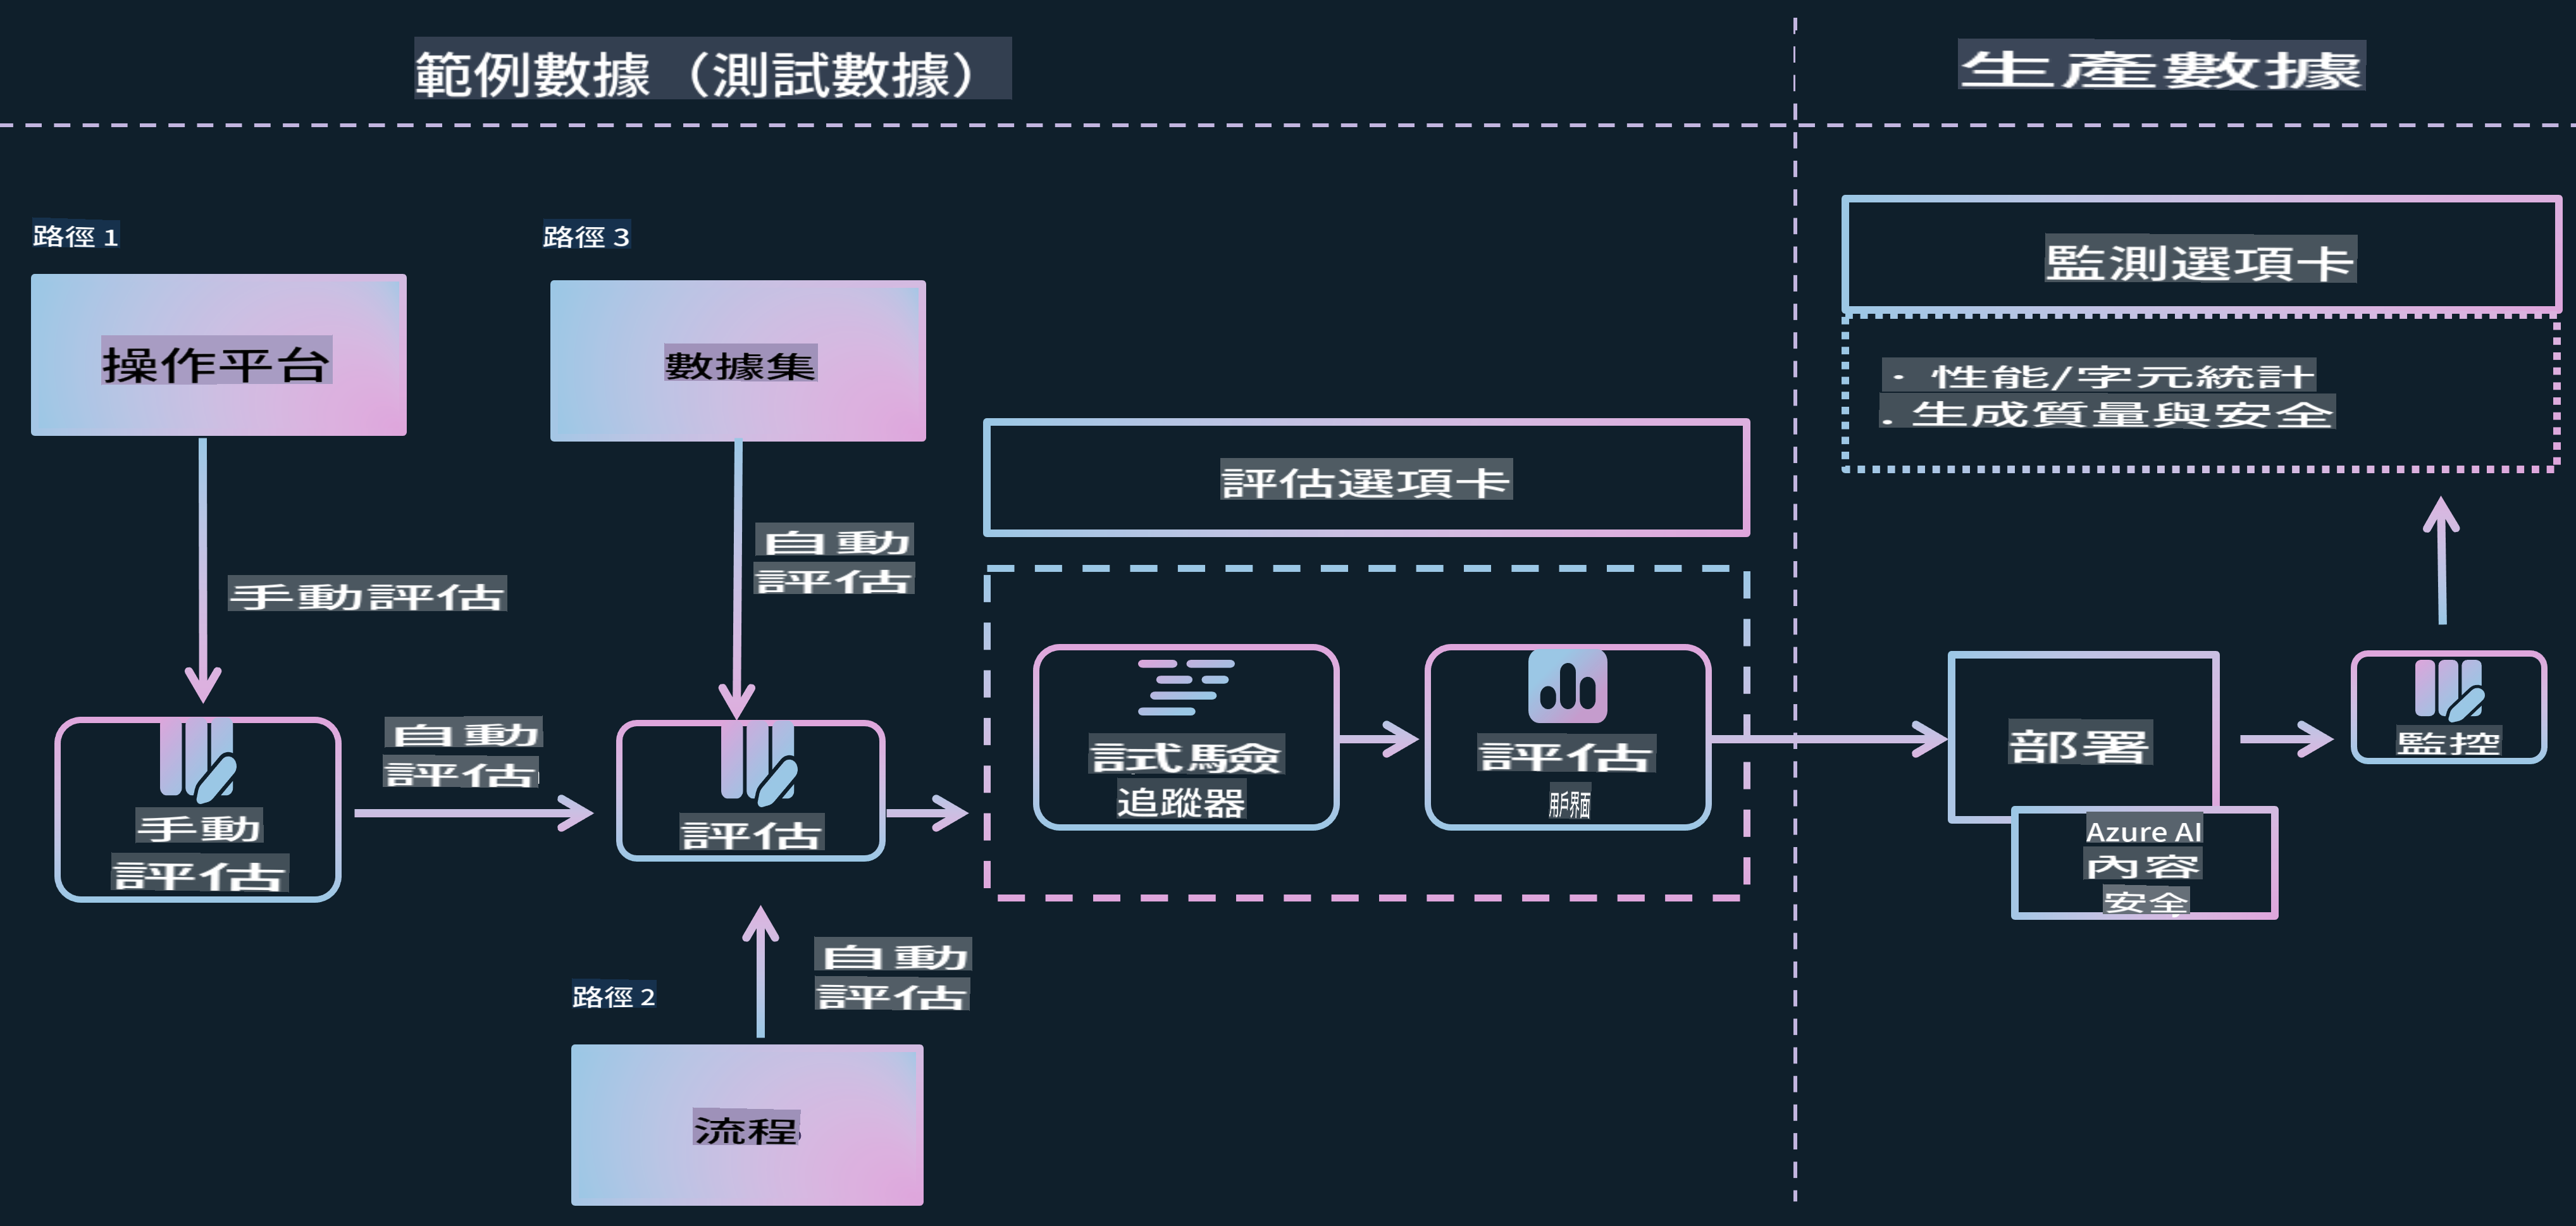 範例數據（測試數據）
生產數據
路徑 1
操作平台
手動評估
手動
評估
自動
評估
路徑 3
數據集
自動
評估
評估
路徑 2
自動
評估
流程
評估選項卡
試驗
追蹤器
評估
用戶界面
監測選項卡
· 性能/字元統計
. 生成質量與安全
部署
Azure AI
內容
安全
監控